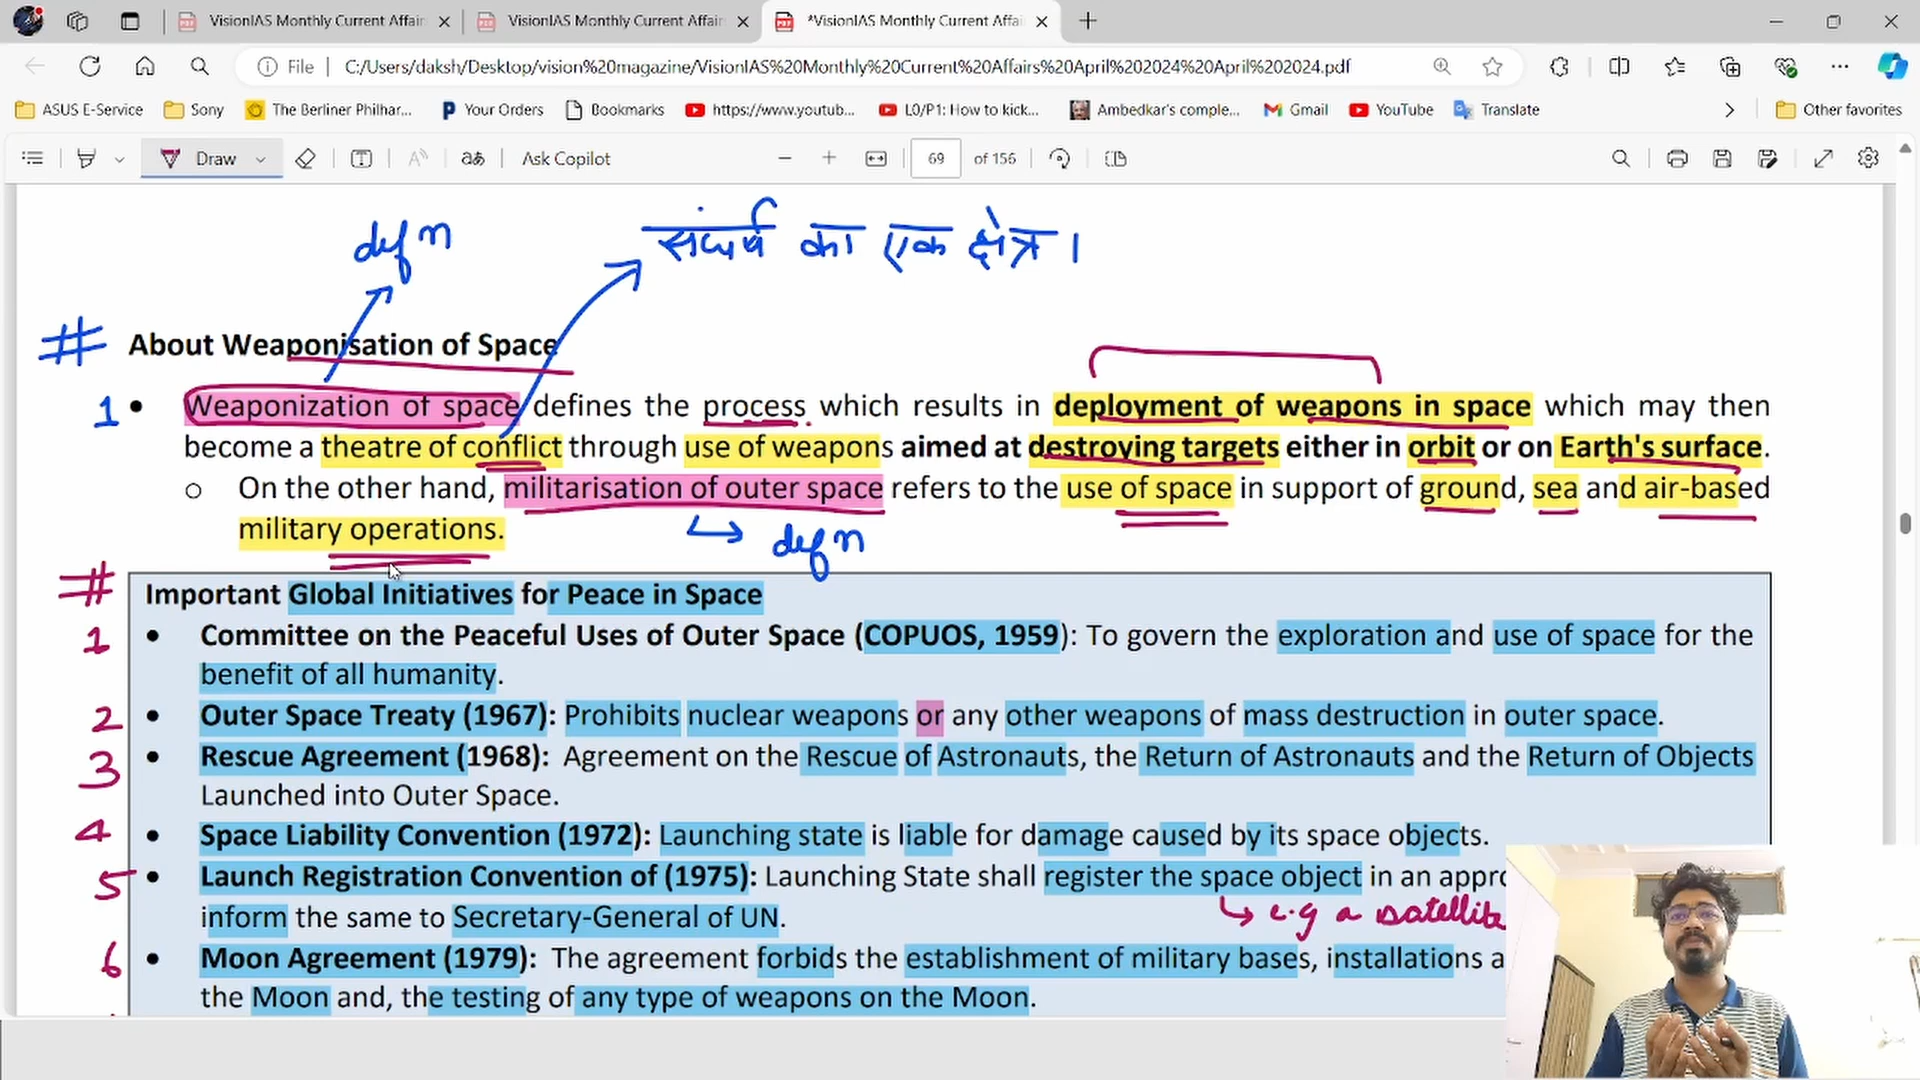 VisionIAS Monthly Current Affair
VisionIAS Monthly Current Affair
*VisionIAS Monthly Current Affai
File
C:/Users/daksh/Desktop/vision%20magazine/VisionIAS%20Monthly%20Current%20Affairs%20April%202024%20April%202024.pdf
ASUS E-Service
Sony
The Berliner Philhar...
Your Orders
Bookmarks
https://www.youtub...
L0/P1: How to kick...
Ambedkar's comple...
Gmail
YouTube
Translate
Other favorites
Draw
Ask Copilot
69 of 156
defn
संघर्ष का एक क्षेत्र।
# About Weaponisation of Space
1 • Weaponization of space defines the process which results in deployment of weapons in space which may then
become a theatre of conflict through use of weapons aimed at destroying targets either in orbit or on Earth's surface.
o On the other hand, militarisation of outer space refers to the use of space in support of ground, sea and air-based
military operations.
defn
# Important Global Initiatives for Peace in Space
1 • Committee on the Peaceful Uses of Outer Space (COPUOS, 1959): To govern the exploration and use of space for the
benefit of all humanity.
2 • Outer Space Treaty (1967): Prohibits nuclear weapons or any other weapons of mass destruction in outer space.
3 • Rescue Agreement (1968): Agreement on the Rescue of Astronauts, the Return of Astronauts and the Return of Objects
Launched into Outer Space.
4 • Space Liability Convention (1972): Launching state is liable for damage caused by its space objects.
5 • Launch Registration Convention of (1975): Launching State shall register the space object in an appro
inform the same to Secretary-General of UN.
e.g a satellite
6 • Moon Agreement (1979): The agreement forbids the establishment of military bases, installations a
the Moon and, the testing of any type of weapons on the Moon.